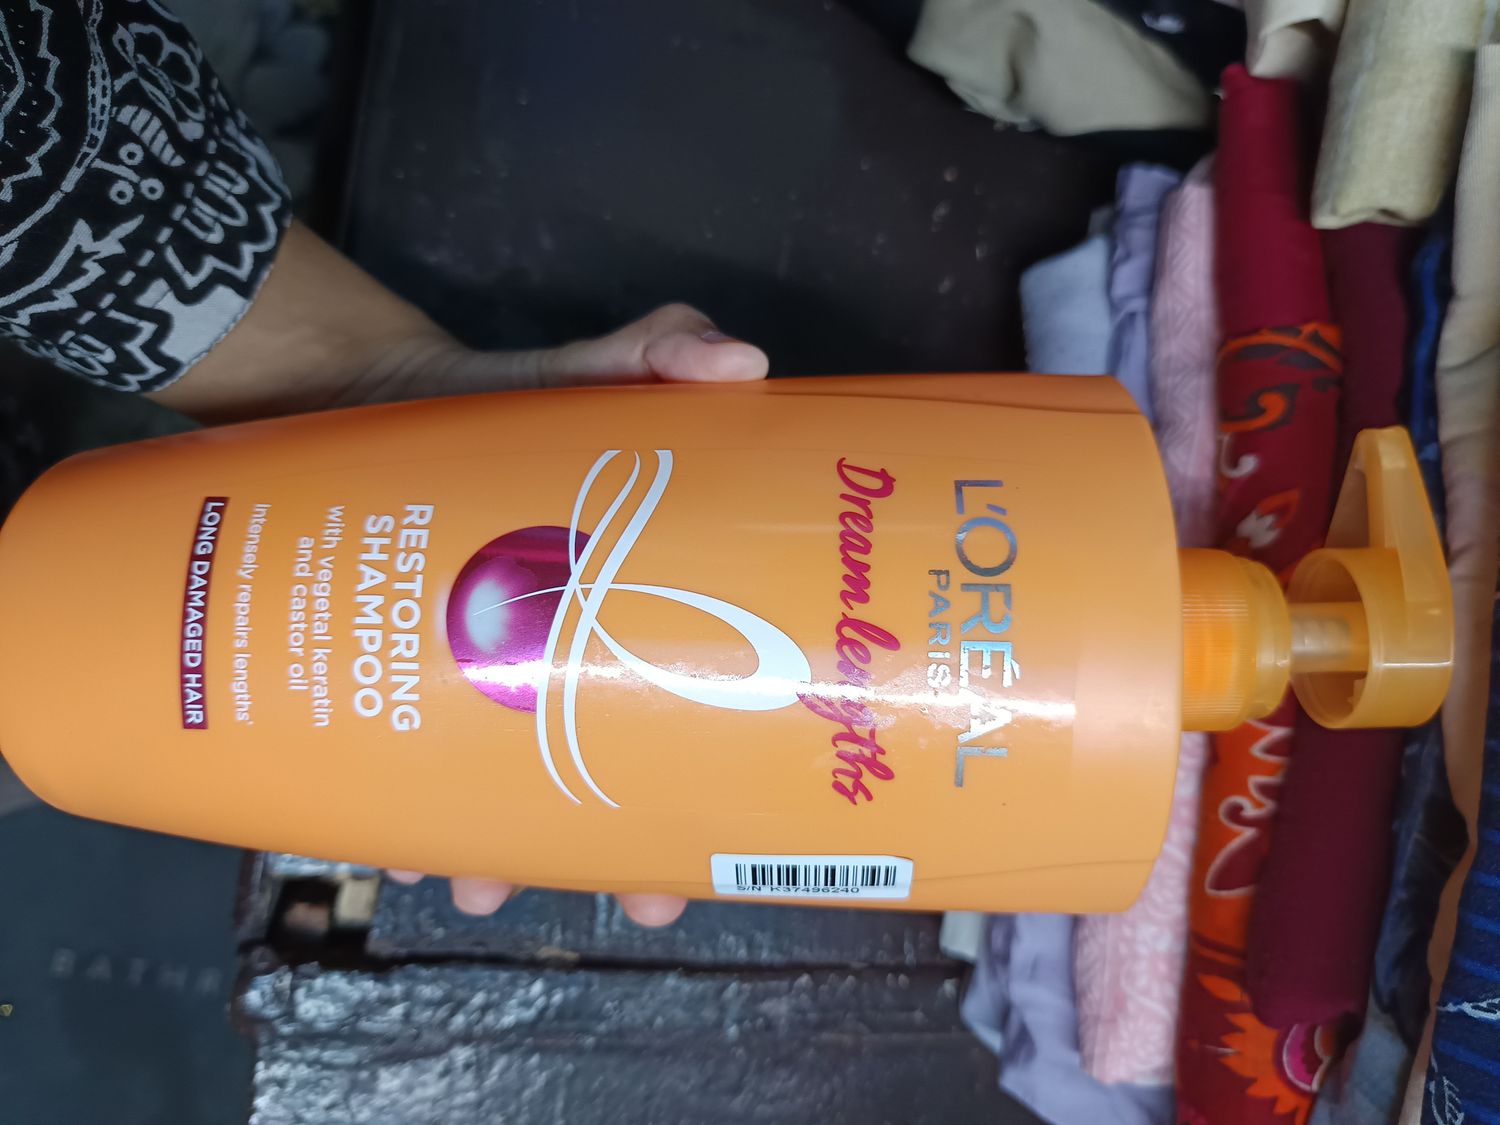 L'ORÉAL
PARIS
Dream lengths
RESTORING
SHAMPOO
with vegetal keratin
and castor oil
Intensely repairs lengths*
LONG DAMAGED HAIR
S/N K37496240
BATHR